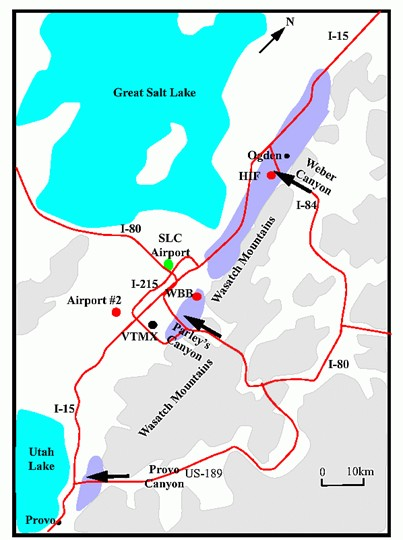 N
I-15
Great Salt Lake
Ogden
Weber
Canyon
HIF
I-84
I-80
SLC
Airport
Wasatch Mountains
I-215
WBB
Airport #2
VTMX
Parley's
Canyon
I-80
Wasatch Mountains
I-15
Utah
Lake
Provo
Canyon
US-189
0 10km
Provo